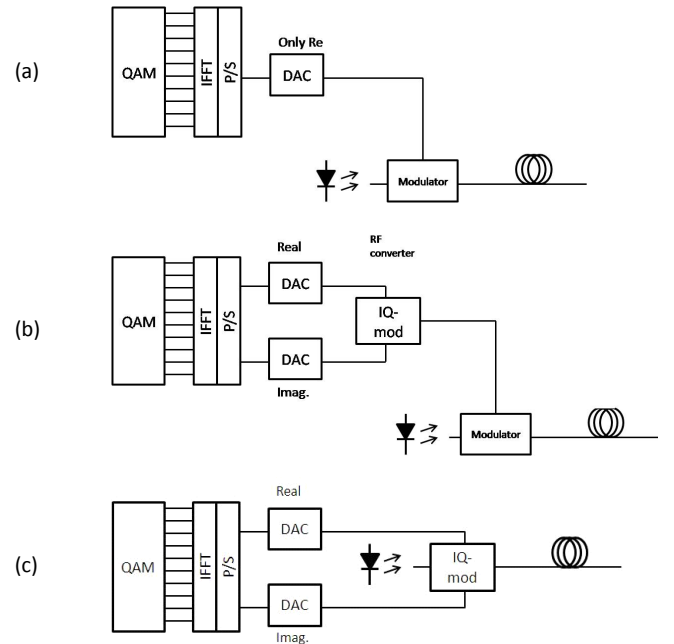 (a)
QAM
IFFT
P/S
Only Re
DAC
Modulator
(b)
QAM
IFFT
P/S
Real
DAC
DAC
Imag.
RF
converter
IQ-
mod
Modulator
(c)
QAM
IFFT
P/S
Real
DAC
DAC
Imag.
IQ-
mod